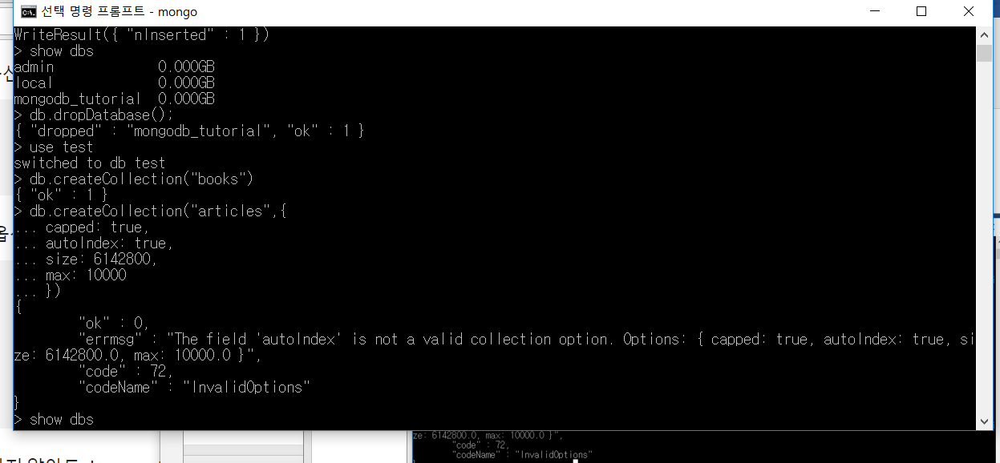 선택 명령 프롬프트 - mongo
WriteResult({ "nInserted" : 1 })
> show dbs
admin 0.000GB
local 0.000GB
mongodb_tutorial 0.000GB
> db.dropDatabase();
{ "dropped" : "mongodb_tutorial", "ok" : 1 }
> use test
switched to db test
> db.createCollection("books")
{ "ok" : 1 }
> db.createCollection("articles",{
... capped: true,
... autoIndex: true,
... size: 6142800,
... max: 10000
... })
{
"ok" : 0,
"errmsg" : "The field 'autoIndex' is not a valid collection option. Options: { capped: true, autoIndex: true, si
ze: 6142800.0, max: 10000.0 }",
"code" : 72,
"codeName" : "InvalidOptions"
}
> show dbs
ze: 6142800.0, max: 10000.0 }",
"code" : 72,
"codeName" : "InvalidOptions"